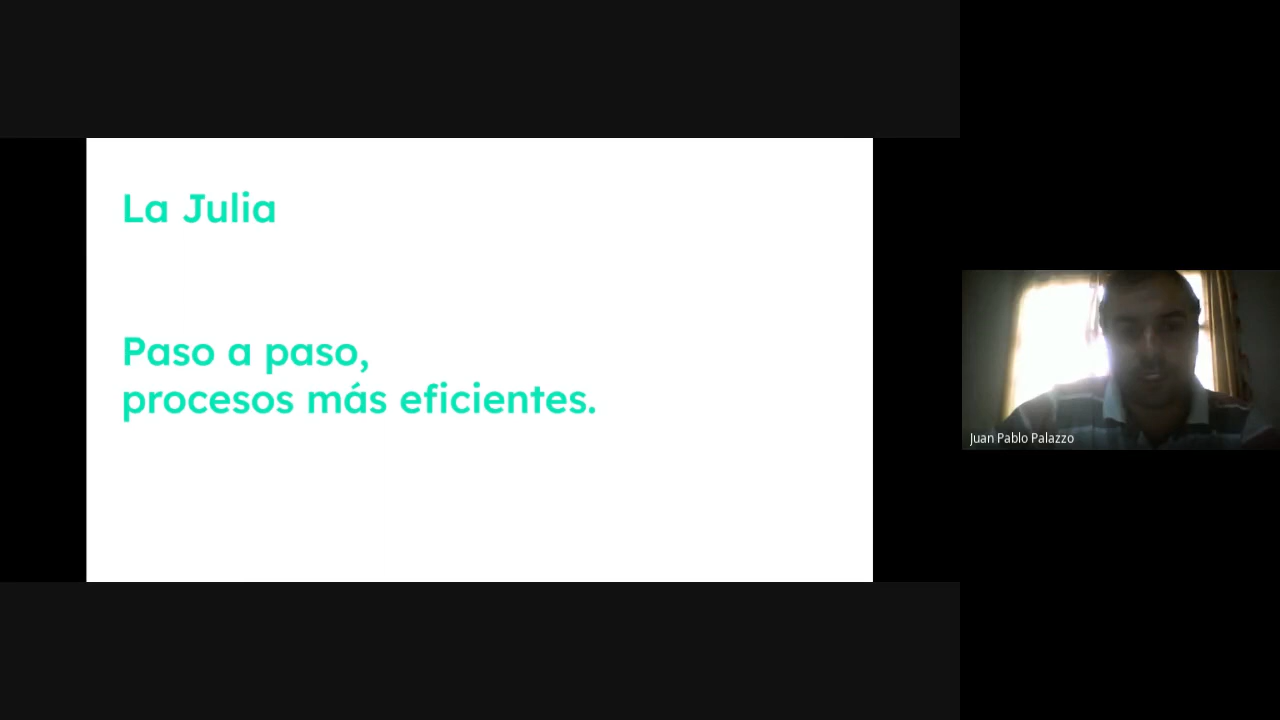 La Julia
Paso a paso,
procesos más eficientes.
Juan Pablo Palazzo